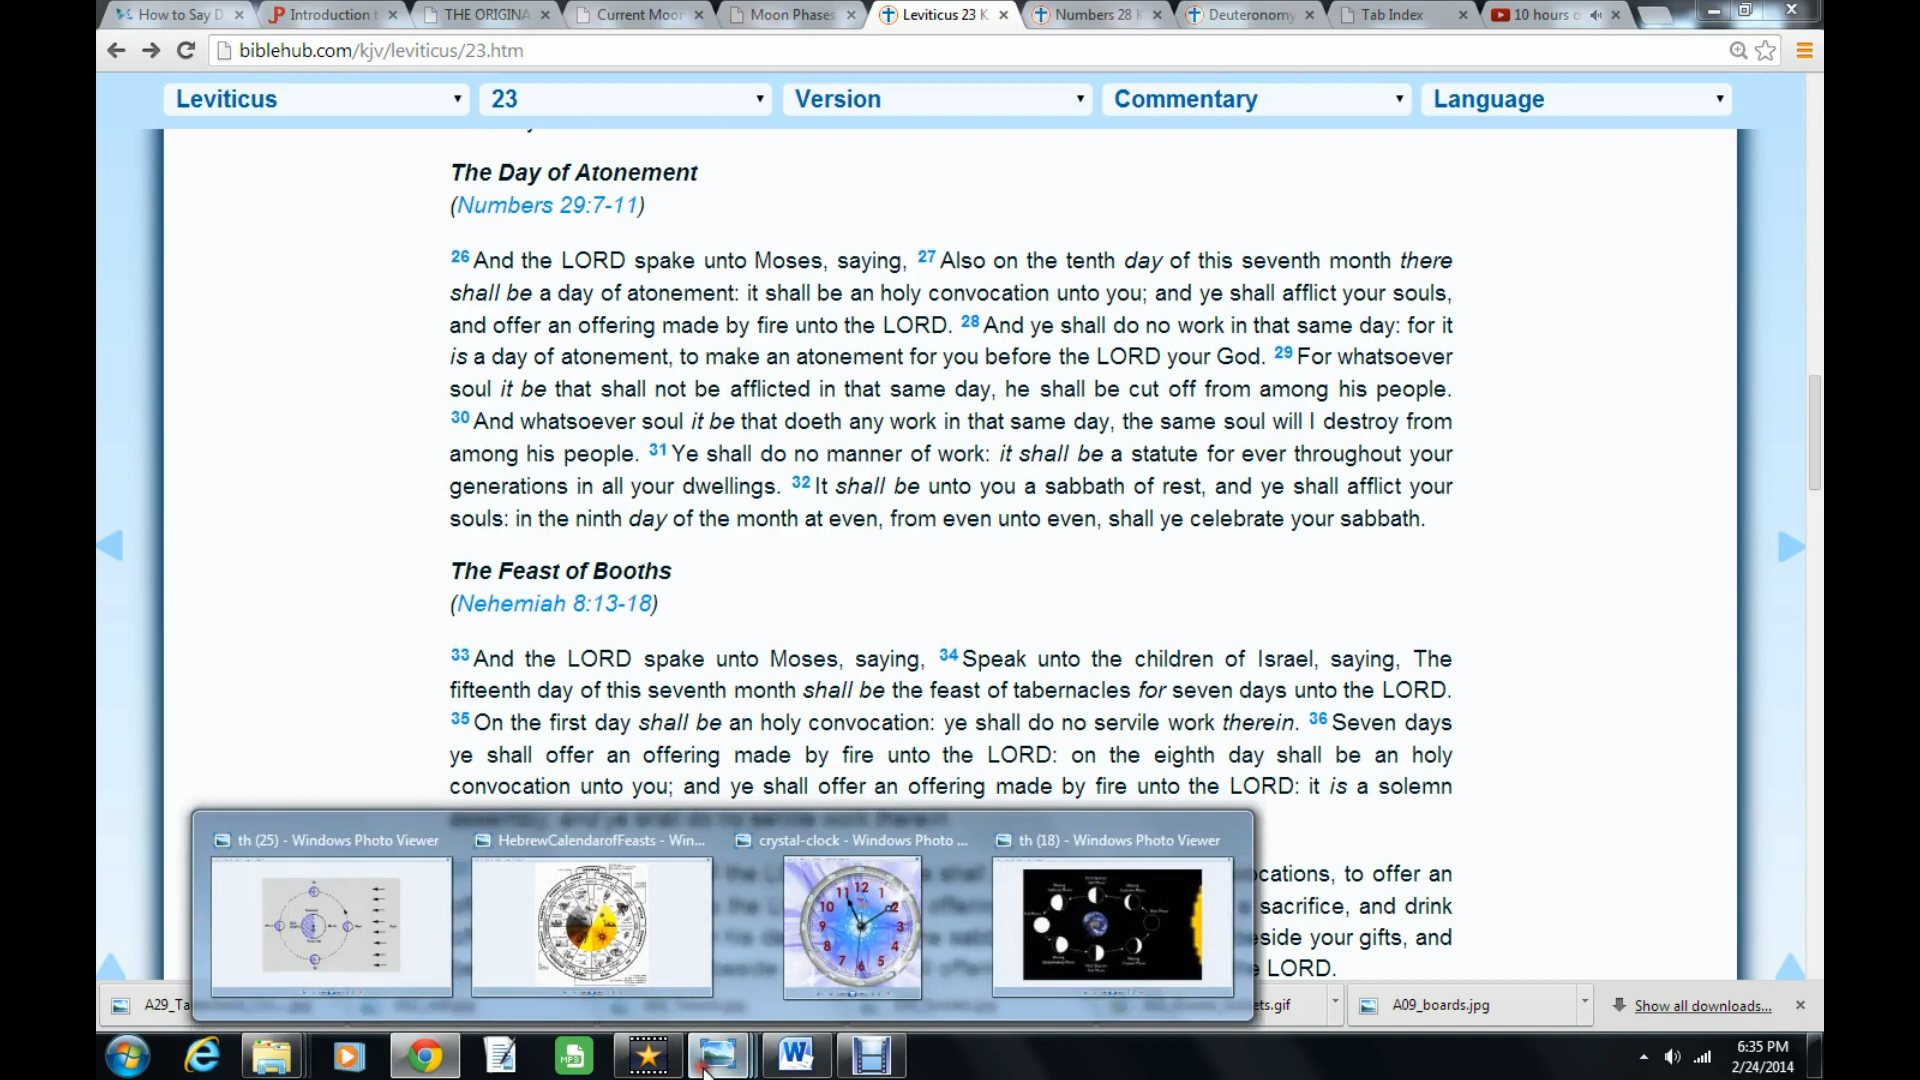 How to Say D
Introduction t
THE ORIGINA
Current Moor
Moon Phases
Leviticus 23 K
Numbers 28 K
Deuteronomy
Tab Index
10 hours o
biblehub.com/kjv/leviticus/23.htm
Leviticus
23
Version
Commentary
Language
The Day of Atonement
(Numbers 29:7-11)
26 And the LORD spake unto Moses, saying, 27 Also on the tenth day of this seventh month there
shall be a day of atonement: it shall be an holy convocation unto you; and ye shall afflict your souls,
and offer an offering made by fire unto the LORD. 28 And ye shall do no work in that same day: for it
is a day of atonement, to make an atonement for you before the LORD your God. 29 For whatsoever
soul it be that shall not be afflicted in that same day, he shall be cut off from among his people.
30 And whatsoever soul it be that doeth any work in that same day, the same soul will I destroy from
among his people. 31 Ye shall do no manner of work: it shall be a statute for ever throughout your
generations in all your dwellings. 32 It shall be unto you a sabbath of rest, and ye shall afflict your
souls: in the ninth day of the month at even, from even unto even, shall ye celebrate your sabbath.
The Feast of Booths
(Nehemiah 8:13-18)
33 And the LORD spake unto Moses, saying, 34 Speak unto the children of Israel, saying, The
fifteenth day of this seventh month shall be the feast of tabernacles for seven days unto the LORD.
35 On the first day shall be an holy convocation: ye shall do no servile work therein. 36 Seven days
ye shall offer an offering made by fire unto the LORD: on the eighth day shall be an holy
convocation unto you; and ye shall offer an offering made by fire unto the LORD: it is a solemn
th (25) - Windows Photo Viewer
HebrewCalendarofFeasts - Win...
crystal-clock - Windows Photo ...
th (18) - Windows Photo Viewer
12
1
2
3
4
5
6
7
8
9
10
11
ocations, to offer an
sacrifice, and drink
eside your gifts, and
LORD.
A29_Ta
ets.gif
A09_boards.jpg
Show all downloads...
MP3
W
6:35 PM
2/24/2014